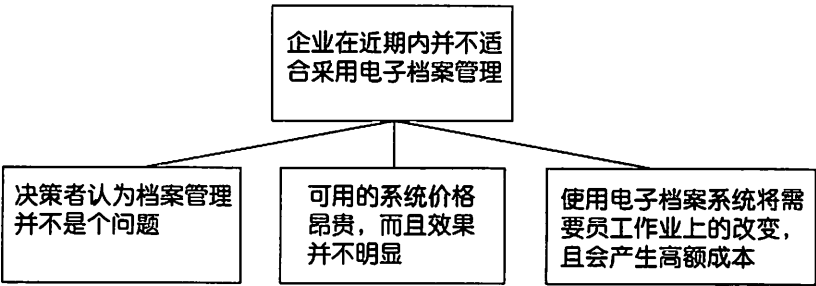 企业在近期内并不适
合采用电子档案管理
决策者认为档案管理
并不是个问题
可用的系统价格
昂贵，而且效果
并不明显
使用电子档案系统将需
要员工作业上的改变，
且会产生高额成本